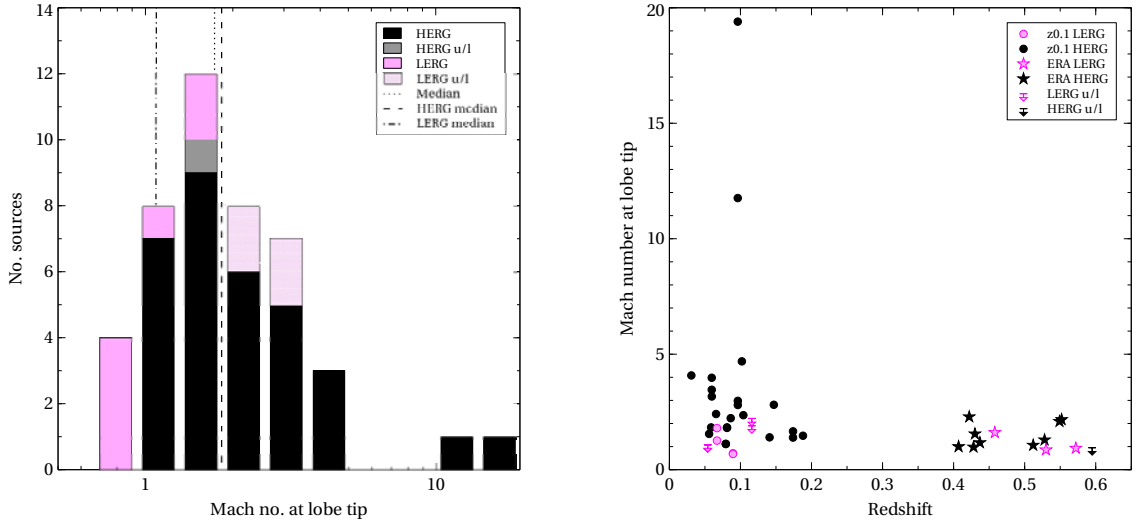 14
12
10
8
6
4
2
0
No. sources
1
10
Mach no. at lobe tip
HERG
HERG u/l
LERG
LERG u/l
Median
HERG median
LERG median
20
15
10
5
0
Mach number at lobe tip
0
0.1
0.2
0.3
0.4
0.5
0.6
Redshift
z0.1 LERG
z0.1 HERG
ERA LERG
ERA HERG
LERG u/l
HERG u/l